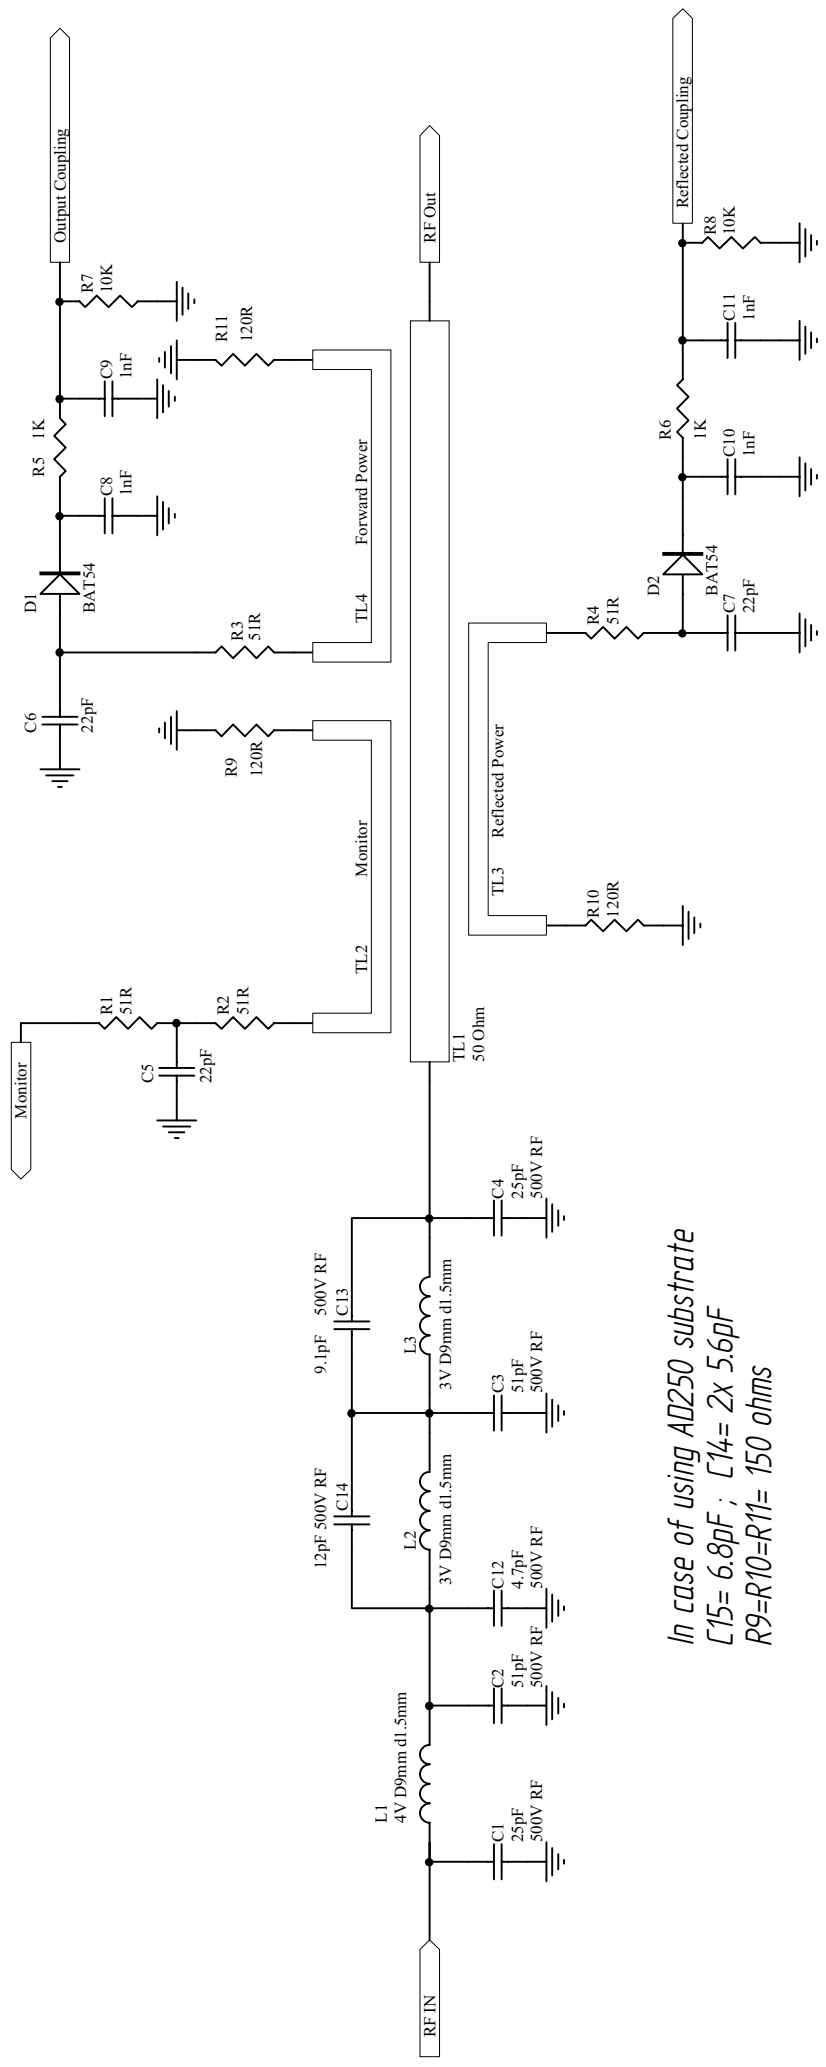 RF IN
C1
25pF
500V RF
L1
4V D9mm d1.5mm
C2
51pF
500V RF
C12
4.7pF
500V RF
12pF 500V RF
C14
L2
3V D9mm d1.5mm
C3
51pF
500V RF
9.1pF
500V RF
C13
L3
3V D9mm d1.5mm
C4
25pF
500V RF
TL1
50 Ohm
Monitor
R1
51R
C5
22pF
R2
51R
TL2
Monitor
R9
120R
C6
22pF
D1
BAT54
R3
51R
TL4
Forward Power
C8
1nF
R5
1K
C9
1nF
R7
10K
R11
120R
Output Coupling
RF Out
TL3
Reflected Power
R10
120R
R4
51R
C7
22pF
D2
BAT54
C10
1nF
R6
1K
C11
1nF
R8
10K
Reflected Coupling
In case of using AD250 substrate
C15= 6.8pF ; C14= 2x 5.6pF
R9=R10=R11= 150 ohms